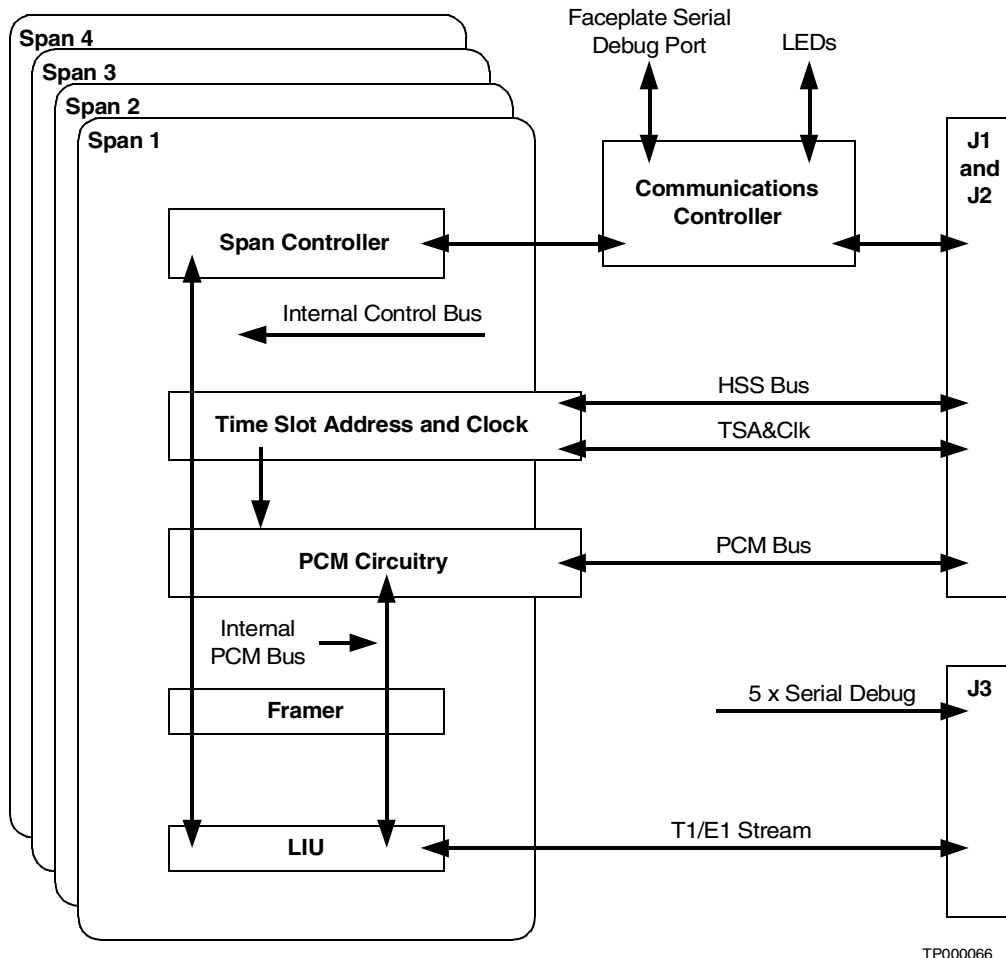 Faceplate Serial
Debug Port
LEDs
Span 4
Span 3
Span 2
Span 1
J1
and
J2
Communications
Controller
Span Controller
Internal Control Bus
HSS Bus
Time Slot Address and Clock
TSA&Clk
PCM Bus
PCM Circuitry
Internal
PCM Bus
J3
5 x Serial Debug
Framer
T1/E1 Stream
LIU
TP000066